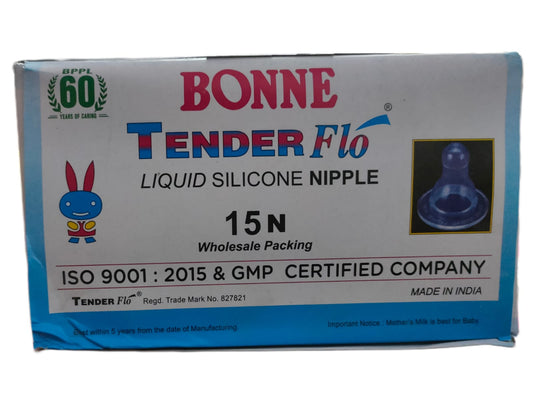 BPPL
60
YEARS OF CARING
BONNE
TENDER Flo ®
LIQUID SILICONE NIPPLE
15 N
Wholesale Packing
ISO 9001 : 2015 & GMP CERTIFIED COMPANY
TENDER Flo ® Regd. Trade Mark No. 827821
MADE IN INDIA
Best within 5 years from the date of Manufacturing.
Important Notice : Mother's Milk is best for Baby